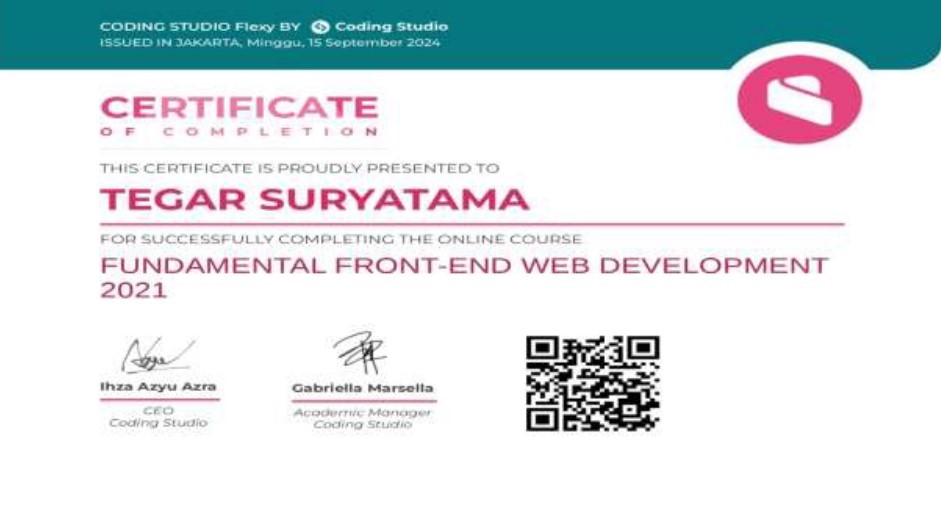 CODING STUDIO Flexy BY Coding Studio
ISSUED IN JAKARTA, Minggu, 15 September 2024
CERTIFICATE
OF COMPLETION
THIS CERTIFICATE IS PROUDLY PRESENTED TO
TEGAR SURYATAMA
FOR SUCCESSFULLY COMPLETING THE ONLINE COURSE
FUNDAMENTAL FRONT-END WEB DEVELOPMENT
2021
Ihza Azyu Azra
CEO
Coding Studio
Gabriella Marsella
Academic Manager
Coding Studio